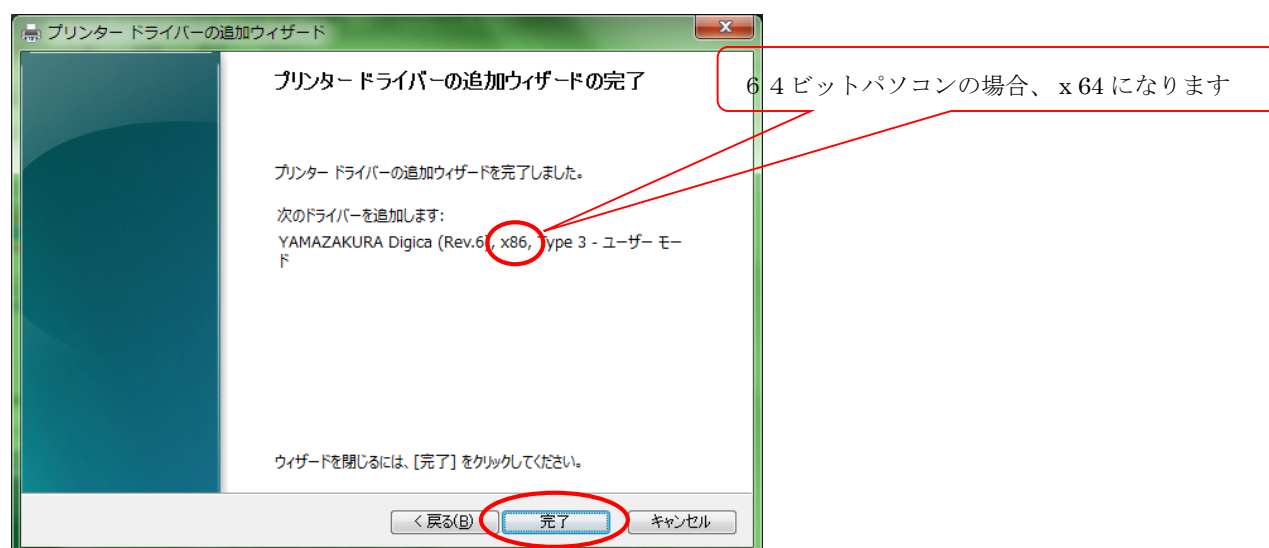 プリンター ドライバーの追加ウィザード
プリンター ドライバーの追加ウィザードの完了
６４ビットパソコンの場合、x 64 になります
プリンター ドライバーの追加ウィザードを完了しました。
次のドライバーを追加します:
YAMAZAKURA Digica (Rev.6), x86, Type 3 - ユーザー モー
ド
ウィザードを閉じるには、[完了] をクリックしてください。
< 戻る(B)
完了
キャンセル